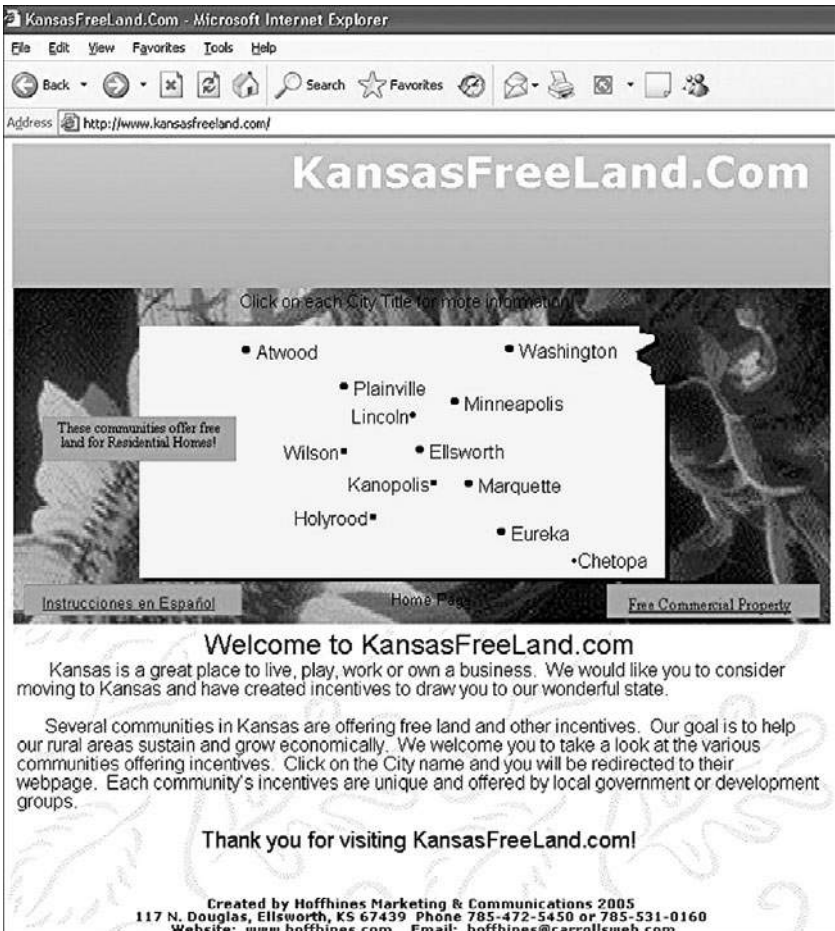 KansasFreeLand.Com - Microsoft Internet Explorer
File Edit View Favorites Tools Help
Back Search Favorites
Address http://www.kansasfreeland.com/
KansasFreeLand.Com
Click on each City Title for more information!
Atwood
Washington
Plainville
Minneapolis
Lincoln
These communities offer free
land for Residential Homes!
Wilson
Ellsworth
Kanopolis
Marquette
Holyrood
Eureka
Chetopa
Instrucciones en Español
Home Page
Free Commercial Property
Welcome to KansasFreeLand.com
Kansas is a great place to live, play, work or own a business. We would like you to consider
moving to Kansas and have created incentives to draw you to our wonderful state.
Several communities in Kansas are offering free land and other incentives. Our goal is to help
our rural areas sustain and grow economically. We welcome you to take a look at the various
communities offering incentives. Click on the City name and you will be redirected to their
webpage. Each community's incentives are unique and offered by local government or development
groups.
Thank you for visiting KansasFreeLand.com!
Created by Hoffhines Marketing & Communications 2005
117 N. Douglas, Ellsworth, KS 67439 Phone 785-472-5450 or 785-531-0160
Website: www.hoffhines.com Email: hoffhines@carrollsweb.com